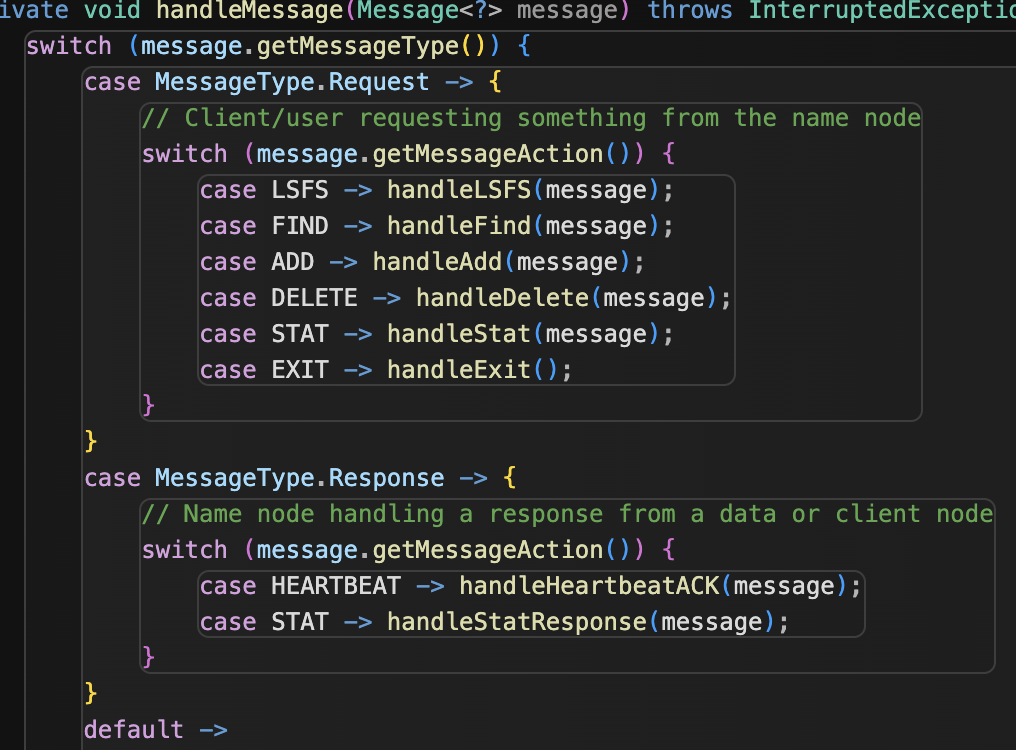 ivate void handleMessage(Message<?> message) throws InterruptedExceptio
switch (message.getMessageType()) {
case MessageType.Request -> {
// Client/user requesting something from the name node
switch (message.getMessageAction()) {
case LSFS -> handleLSFS(message);
case FIND -> handleFind(message);
case ADD -> handleAdd(message);
case DELETE -> handleDelete(message);
case STAT -> handleStat(message);
case EXIT -> handleExit();
}
}
case MessageType.Response -> {
// Name node handling a response from a data or client node
switch (message.getMessageAction()) {
case HEARTBEAT -> handleHeartbeatACK(message);
case STAT -> handleStatResponse(message);
}
}
default ->